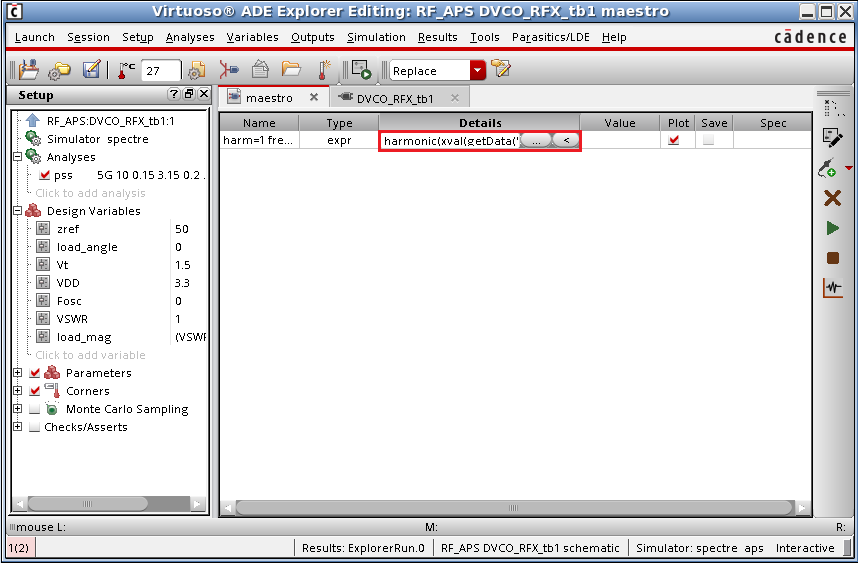 Virtuoso® ADE Explorer Editing: RF_APS DVCO_RFX_tb1 maestro
Launch Session Setup Analyses Variables Outputs Simulation Results Tools Parasitics/LDE Help cādence
°C 27 Replace
Setup ? maestro DVCO_RFX_tb1
RF_APS:DVCO_RFX_tb1:1
Name Type Details Value Plot Save Spec
harm=1 fre... expr harmonic(xval(getData(' ... <
Simulator spectre
Analyses
pss 5G 10 0.15 3.15 0.2 .
Click to add analysis
Design Variables
zref 50
load_angle 0
Vt 1.5
VDD 3.3
Fosc 0
VSWR 1
load_mag (VSWR
Click to add variable
Parameters
Corners
Monte Carlo Sampling
Checks/Asserts
mouse L: M: R:
1(2) Results: ExplorerRun.0 RF_APS DVCO_RFX_tb1 schematic Simulator: spectre aps Interactive